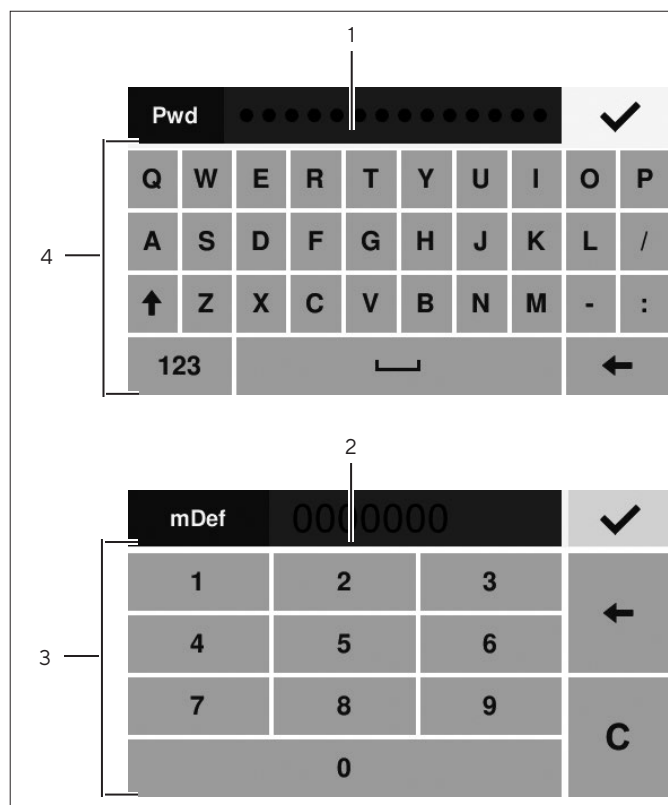 1
Pwd
Q W E R T Y U I O P
A S D F G H J K L /
4
Z X C V B N M - :
123
2
mDef 0000000
1 2 3
4 5 6
3
7 8 9
C
0